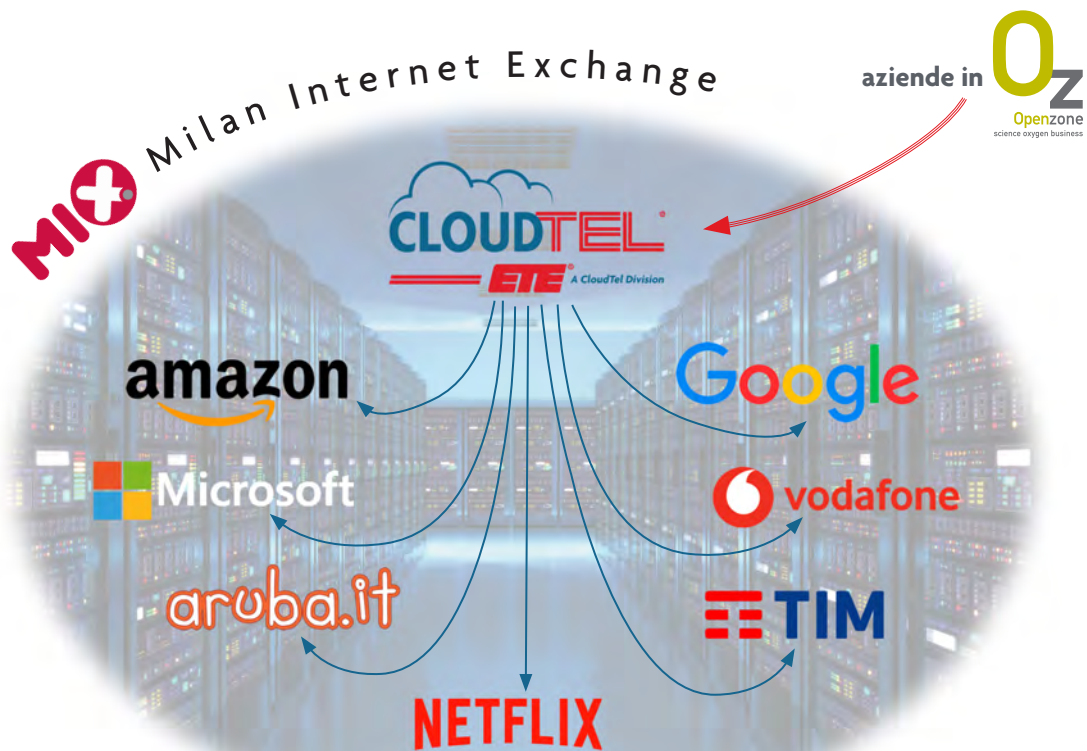 Milan Internet Exchange
MIX
aziende in
Oz
Openzone
science oxygen business
CLOUDTEL®
ETE® A CloudTel Division
amazon
Google
Microsoft
vodafone
aruba.it
TIM
NETFLIX